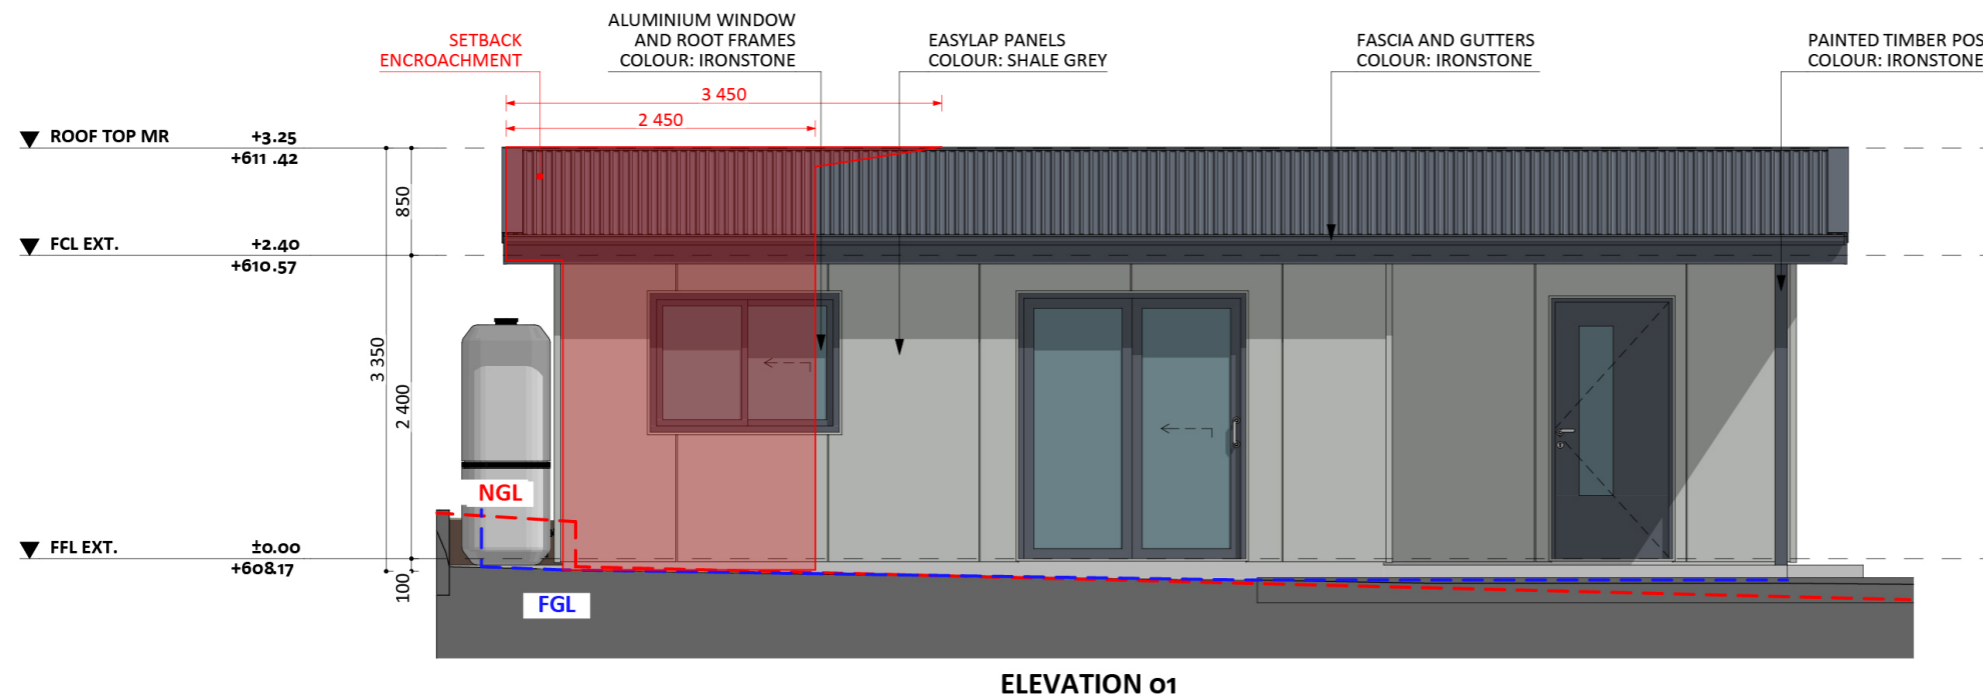 SETBACK
ENCROACHMENT
ALUMINIUM WINDOW
AND ROOT FRAMES
COLOUR: IRONSTONE
EASYLAP PANELS
COLOUR: SHALE GREY
FASCIA AND GUTTERS
COLOUR: IRONSTONE
PAINTED TIMBER POS
COLOUR: IRONSTONE
3 450
2 450
ROOF TOP MR +3.25
+611.42
850
FCL EXT. +2.40
+610.57
3 350
2 400
NGL
FFL EXT. ±0.00
+608.17
100
FGL
ELEVATION 01